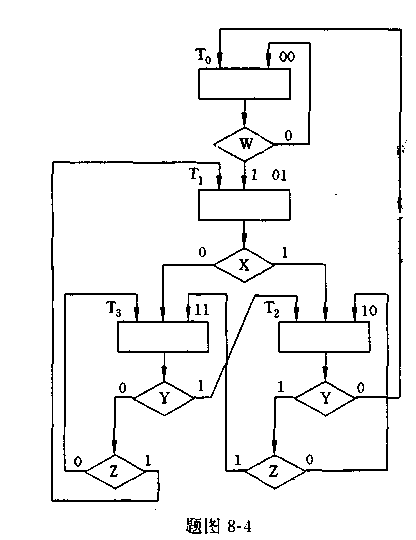 T₀ 00
W 0
T₁ 1 01
0 X 1
T₃ 11 T₂ 10
0 Y 1 1 Y 0
0 Z 1 1 Z 0
题图 8-4